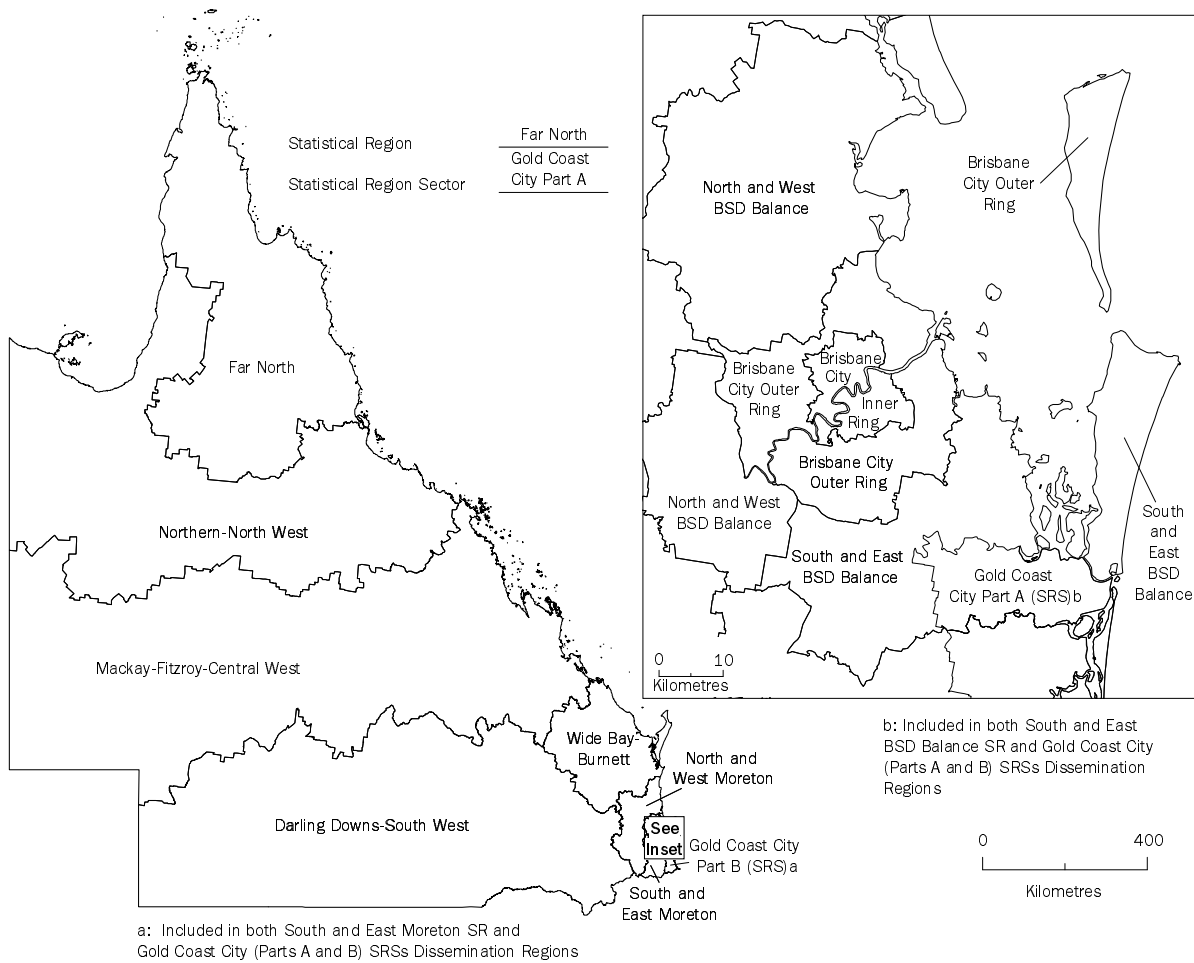 Statistical Region
Far North
Statistical Region Sector
Gold Coast
City Part A
Far North
Northern-North West
Mackay-Fitzroy-Central West
Wide Bay-
Burnett
North and
West Moreton
Darling Downs-South West
See
Inset
Gold Coast City
Part B (SRS)a
South and
East Moreton
a: Included in both South and East Moreton SR and
Gold Coast City (Parts A and B) SRSs Dissemination Regions
North and West
BSD Balance
Brisbane
City Outer
Ring
Brisbane
City Outer
Ring
Brisbane
City
Inner
Ring
Brisbane City
Outer Ring
North and West
BSD Balance
South and East
BSD Balance
Gold Coast
City Part A (SRS)b
South
and
East
BSD
Balance
0 10
Kilometres
b: Included in both South and East
BSD Balance SR and Gold Coast City
(Parts A and B) SRSs Dissemination
Regions
0 400
Kilometres